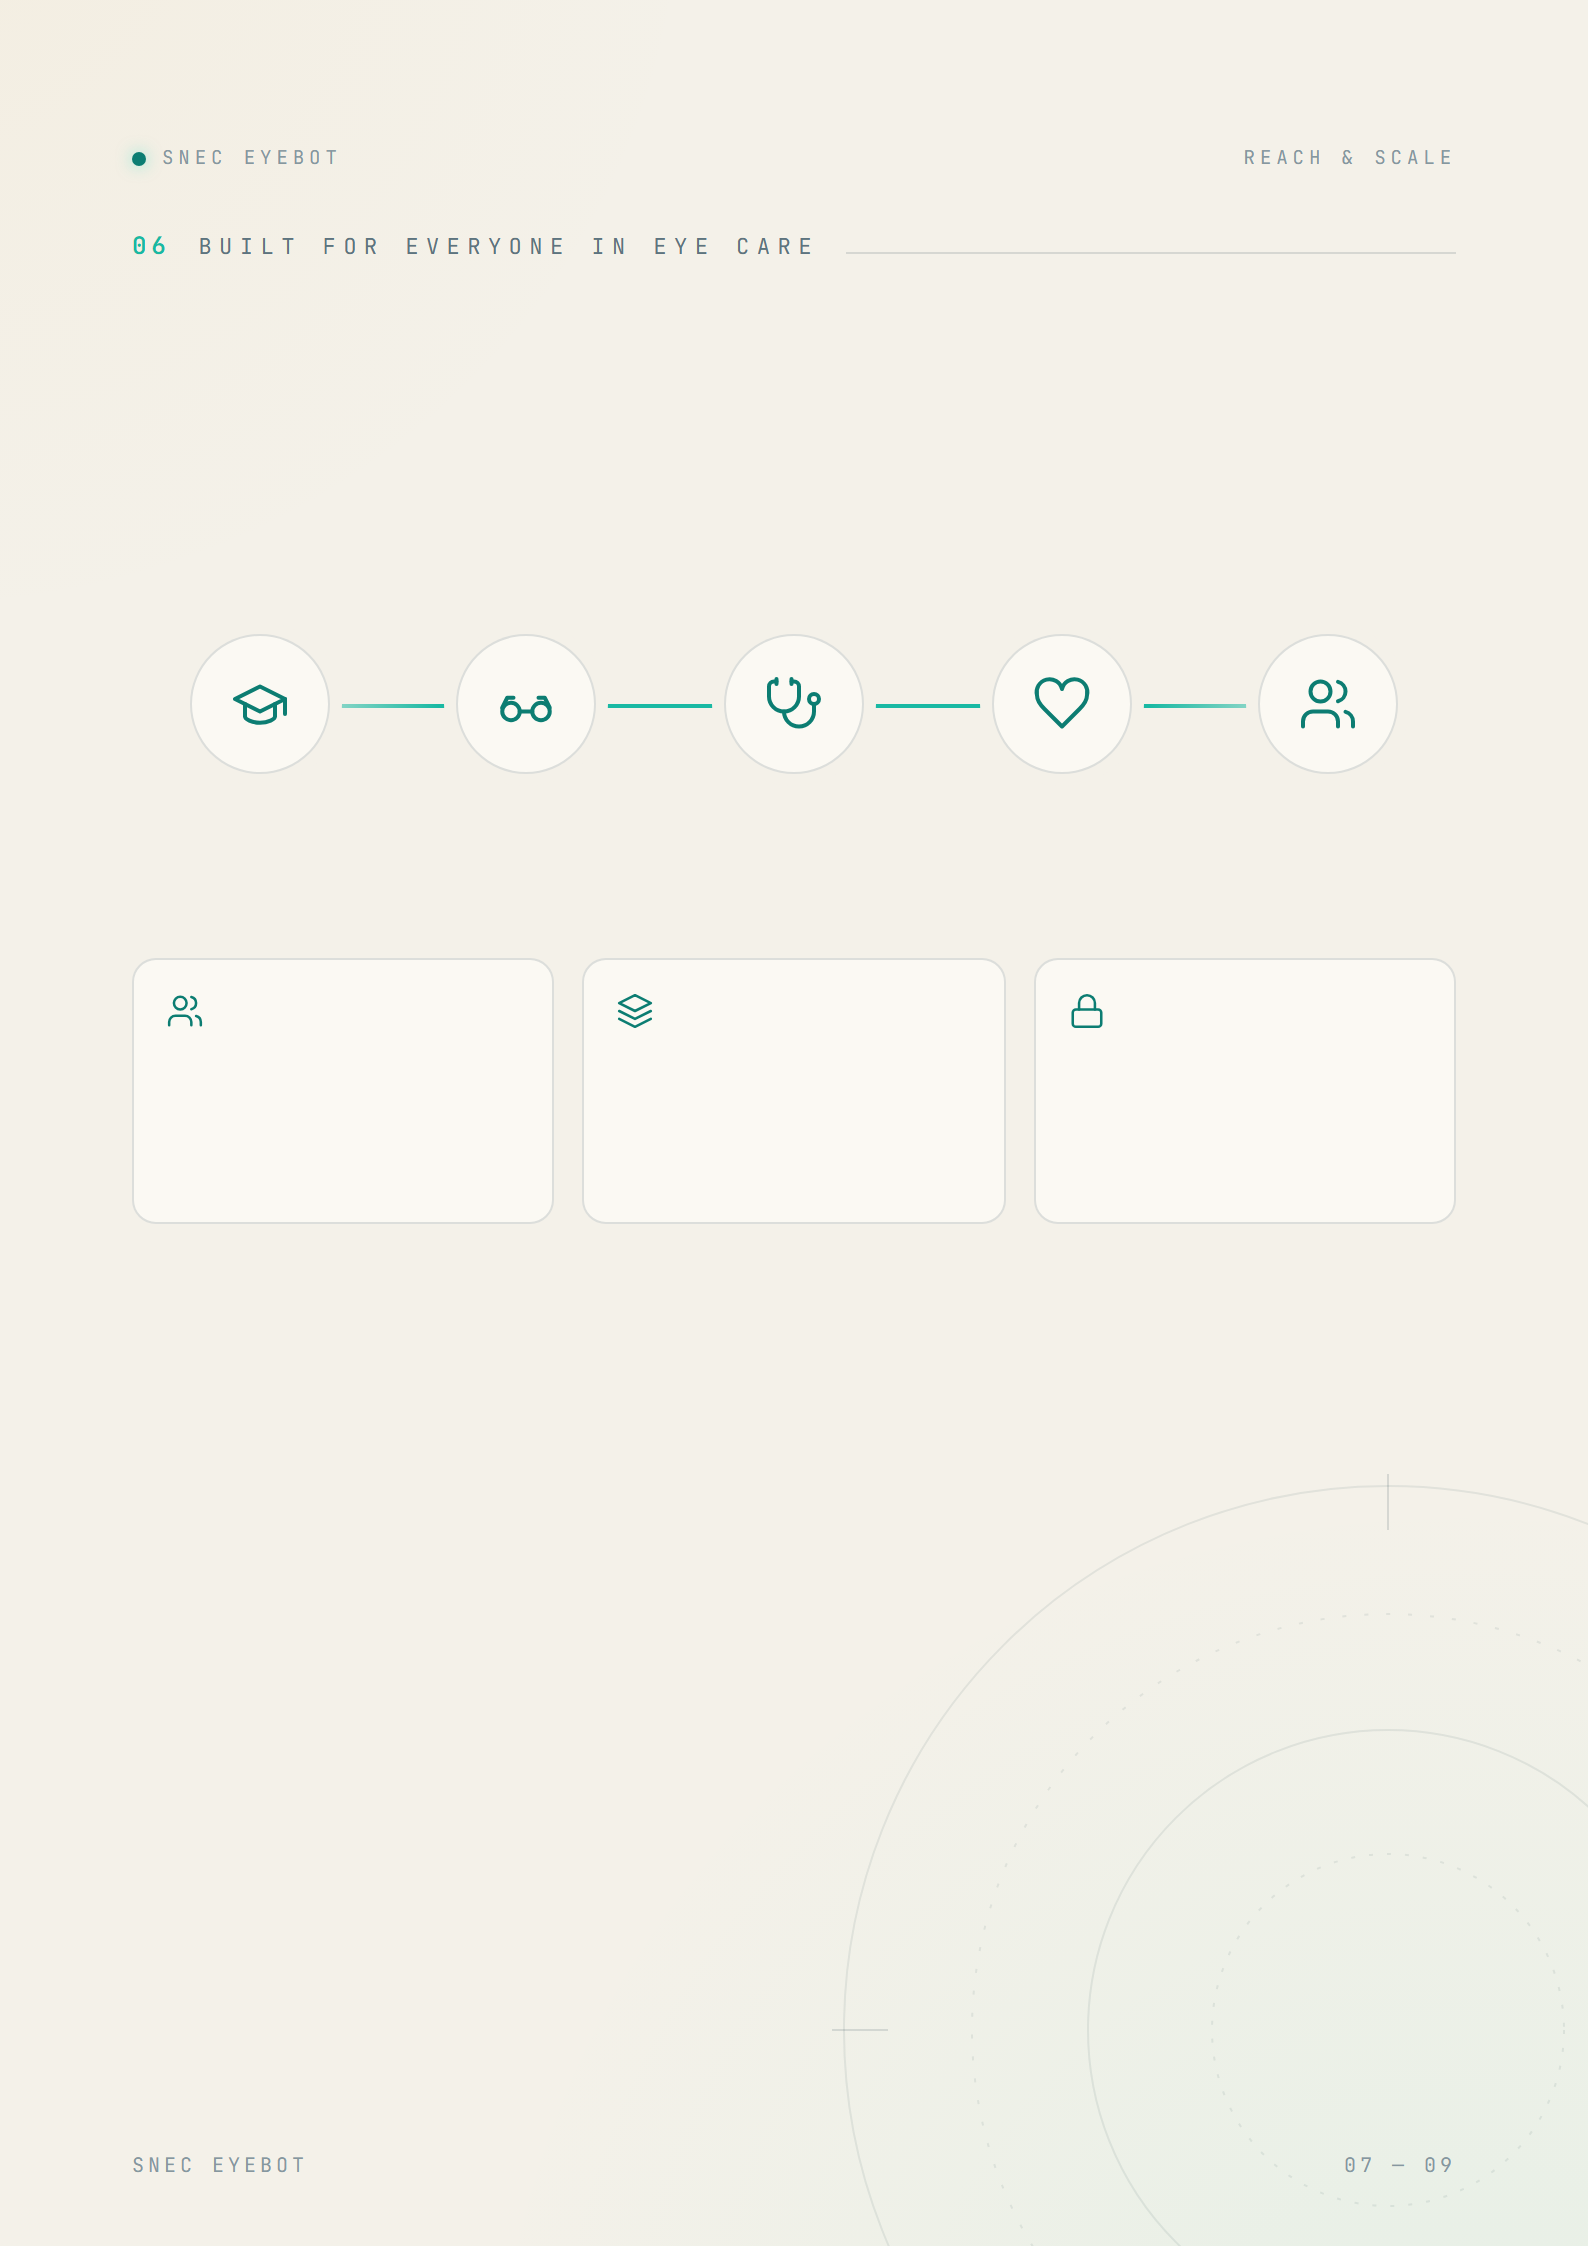 SNEC EYEBOT
REACH & SCALE
06 BUILT FOR EVERYONE IN EYE CARE
SNEC EYEBOT
07 — 09